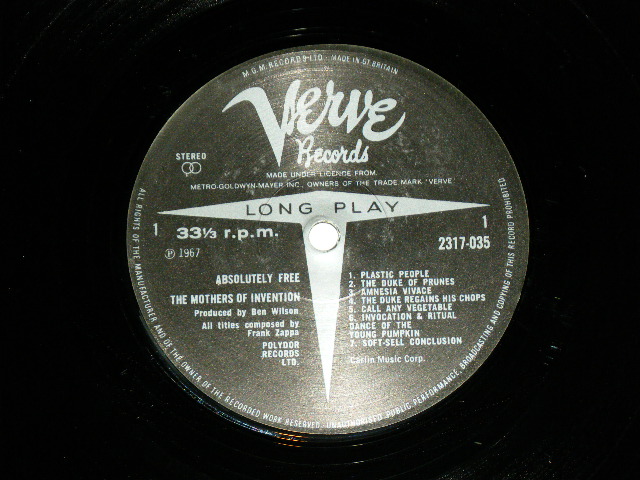 M.G.M. RECORDS LTD · MADE IN GT. BRITAIN
Verve
Records
STEREO
MADE UNDER LICENCE FROM
METRO-GOLDWYN-MAYER INC., OWNERS OF THE TRADE MARK 'VERVE'
LONG PLAY
1
33⅓ r.p.m.
1
2317-035
Ⓟ 1967
ABSOLUTELY FREE
THE MOTHERS OF INVENTION
Produced by Ben Wilson
All titles composed by
Frank Zappa
POLYDOR
RECORDS
LTD.
1. PLASTIC PEOPLE
2. THE DUKE OF PRUNES
3. AMNESIA VIVACE
4. THE DUKE REGAINS HIS CHOPS
5. CALL ANY VEGETABLE
6. INVOCATION & RITUAL
DANCE OF THE
YOUNG PUMPKIN
7. SOFT-SELL CONCLUSION
Carlin Music Corp.
ALL RIGHTS OF THE MANUFACTURER AND OF THE OWNER OF THE RECORDED WORK RESERVED. UNAUTHORISED PUBLIC PERFORMANCE, BROADCASTING AND COPYING OF THIS RECORD PROHIBITED